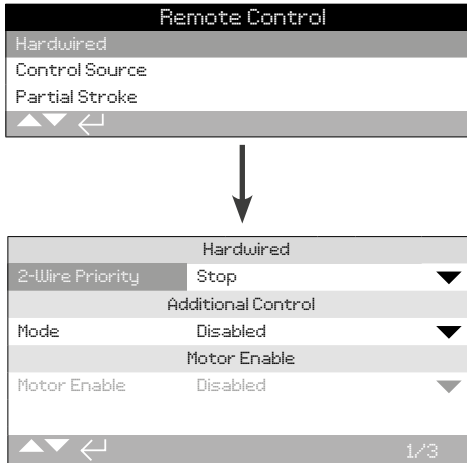 Remote Control
Hardwired
Control Source
Partial Stroke
Hardwired
2-Wire Priority Stop
Additional Control
Mode Disabled
Motor Enable
Motor Enable Disabled
1/3